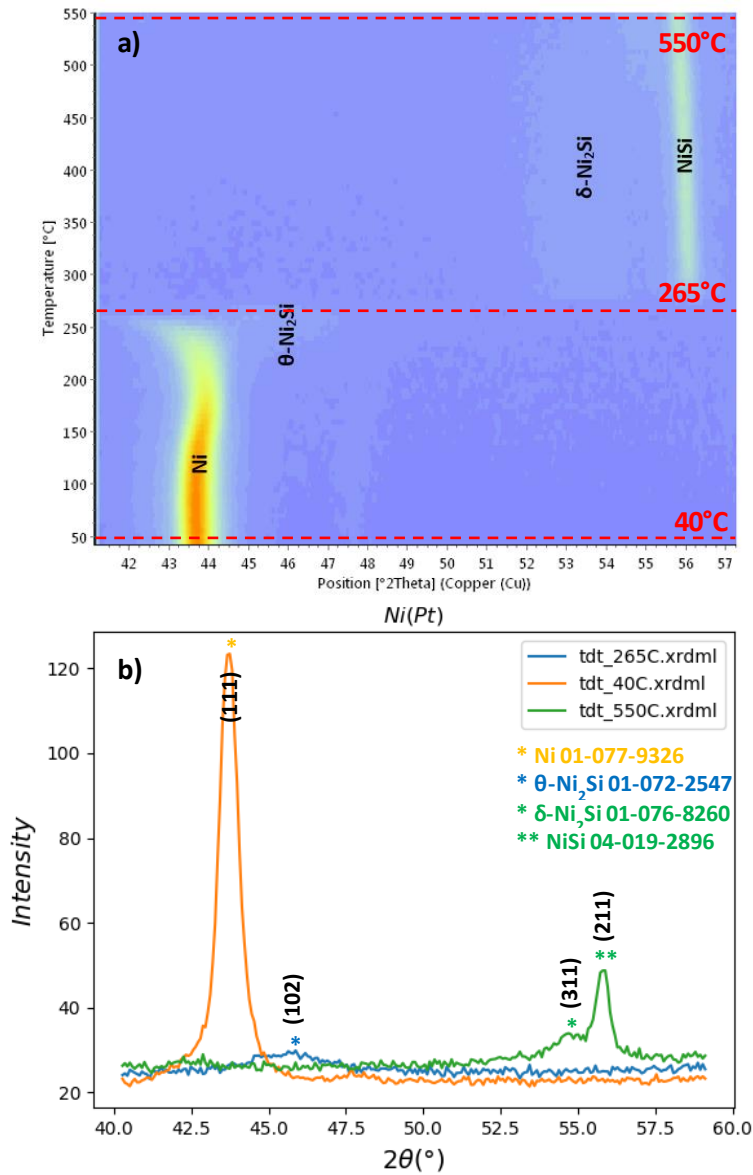 a)
550
500
450
400
350
300
250
200
150
100
50
Temperature [°C]
550°C
265°C
40°C
Ni
θ-Ni₂Si
δ-Ni₂Si
NiSi
42 43 44 45 46 47 48 49 50 51 52 53 54 55 56 57
Position [°2Theta] (Copper (Cu))
Ni(Pt)
b)
120
100
80
60
40
20
Intensity
tdt_265C.xrdml
tdt_40C.xrdml
tdt_550C.xrdml
* Ni 01-077-9326
* θ-Ni₂Si 01-072-2547
* δ-Ni₂Si 01-076-8260
** NiSi 04-019-2896
*
(111)
(102)
*
(311)
*
(211)
**
40.0 42.5 45.0 47.5 50.0 52.5 55.0 57.5 60.0
2θ(°)